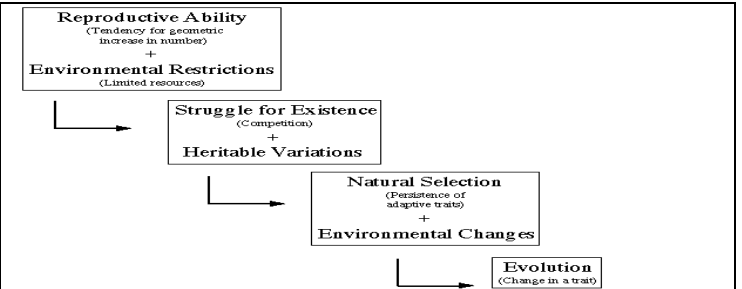 Reproductive Ability
(Tendency for geometric
increase in number)
+
Environmental Restrictions
(Limited resources)
Struggle for Existence
(Competition)
+
Heritable Variations
Natural Selection
(Persistence of
adaptive traits)
+
Environmental Changes
Evolution
(Change in a trait)